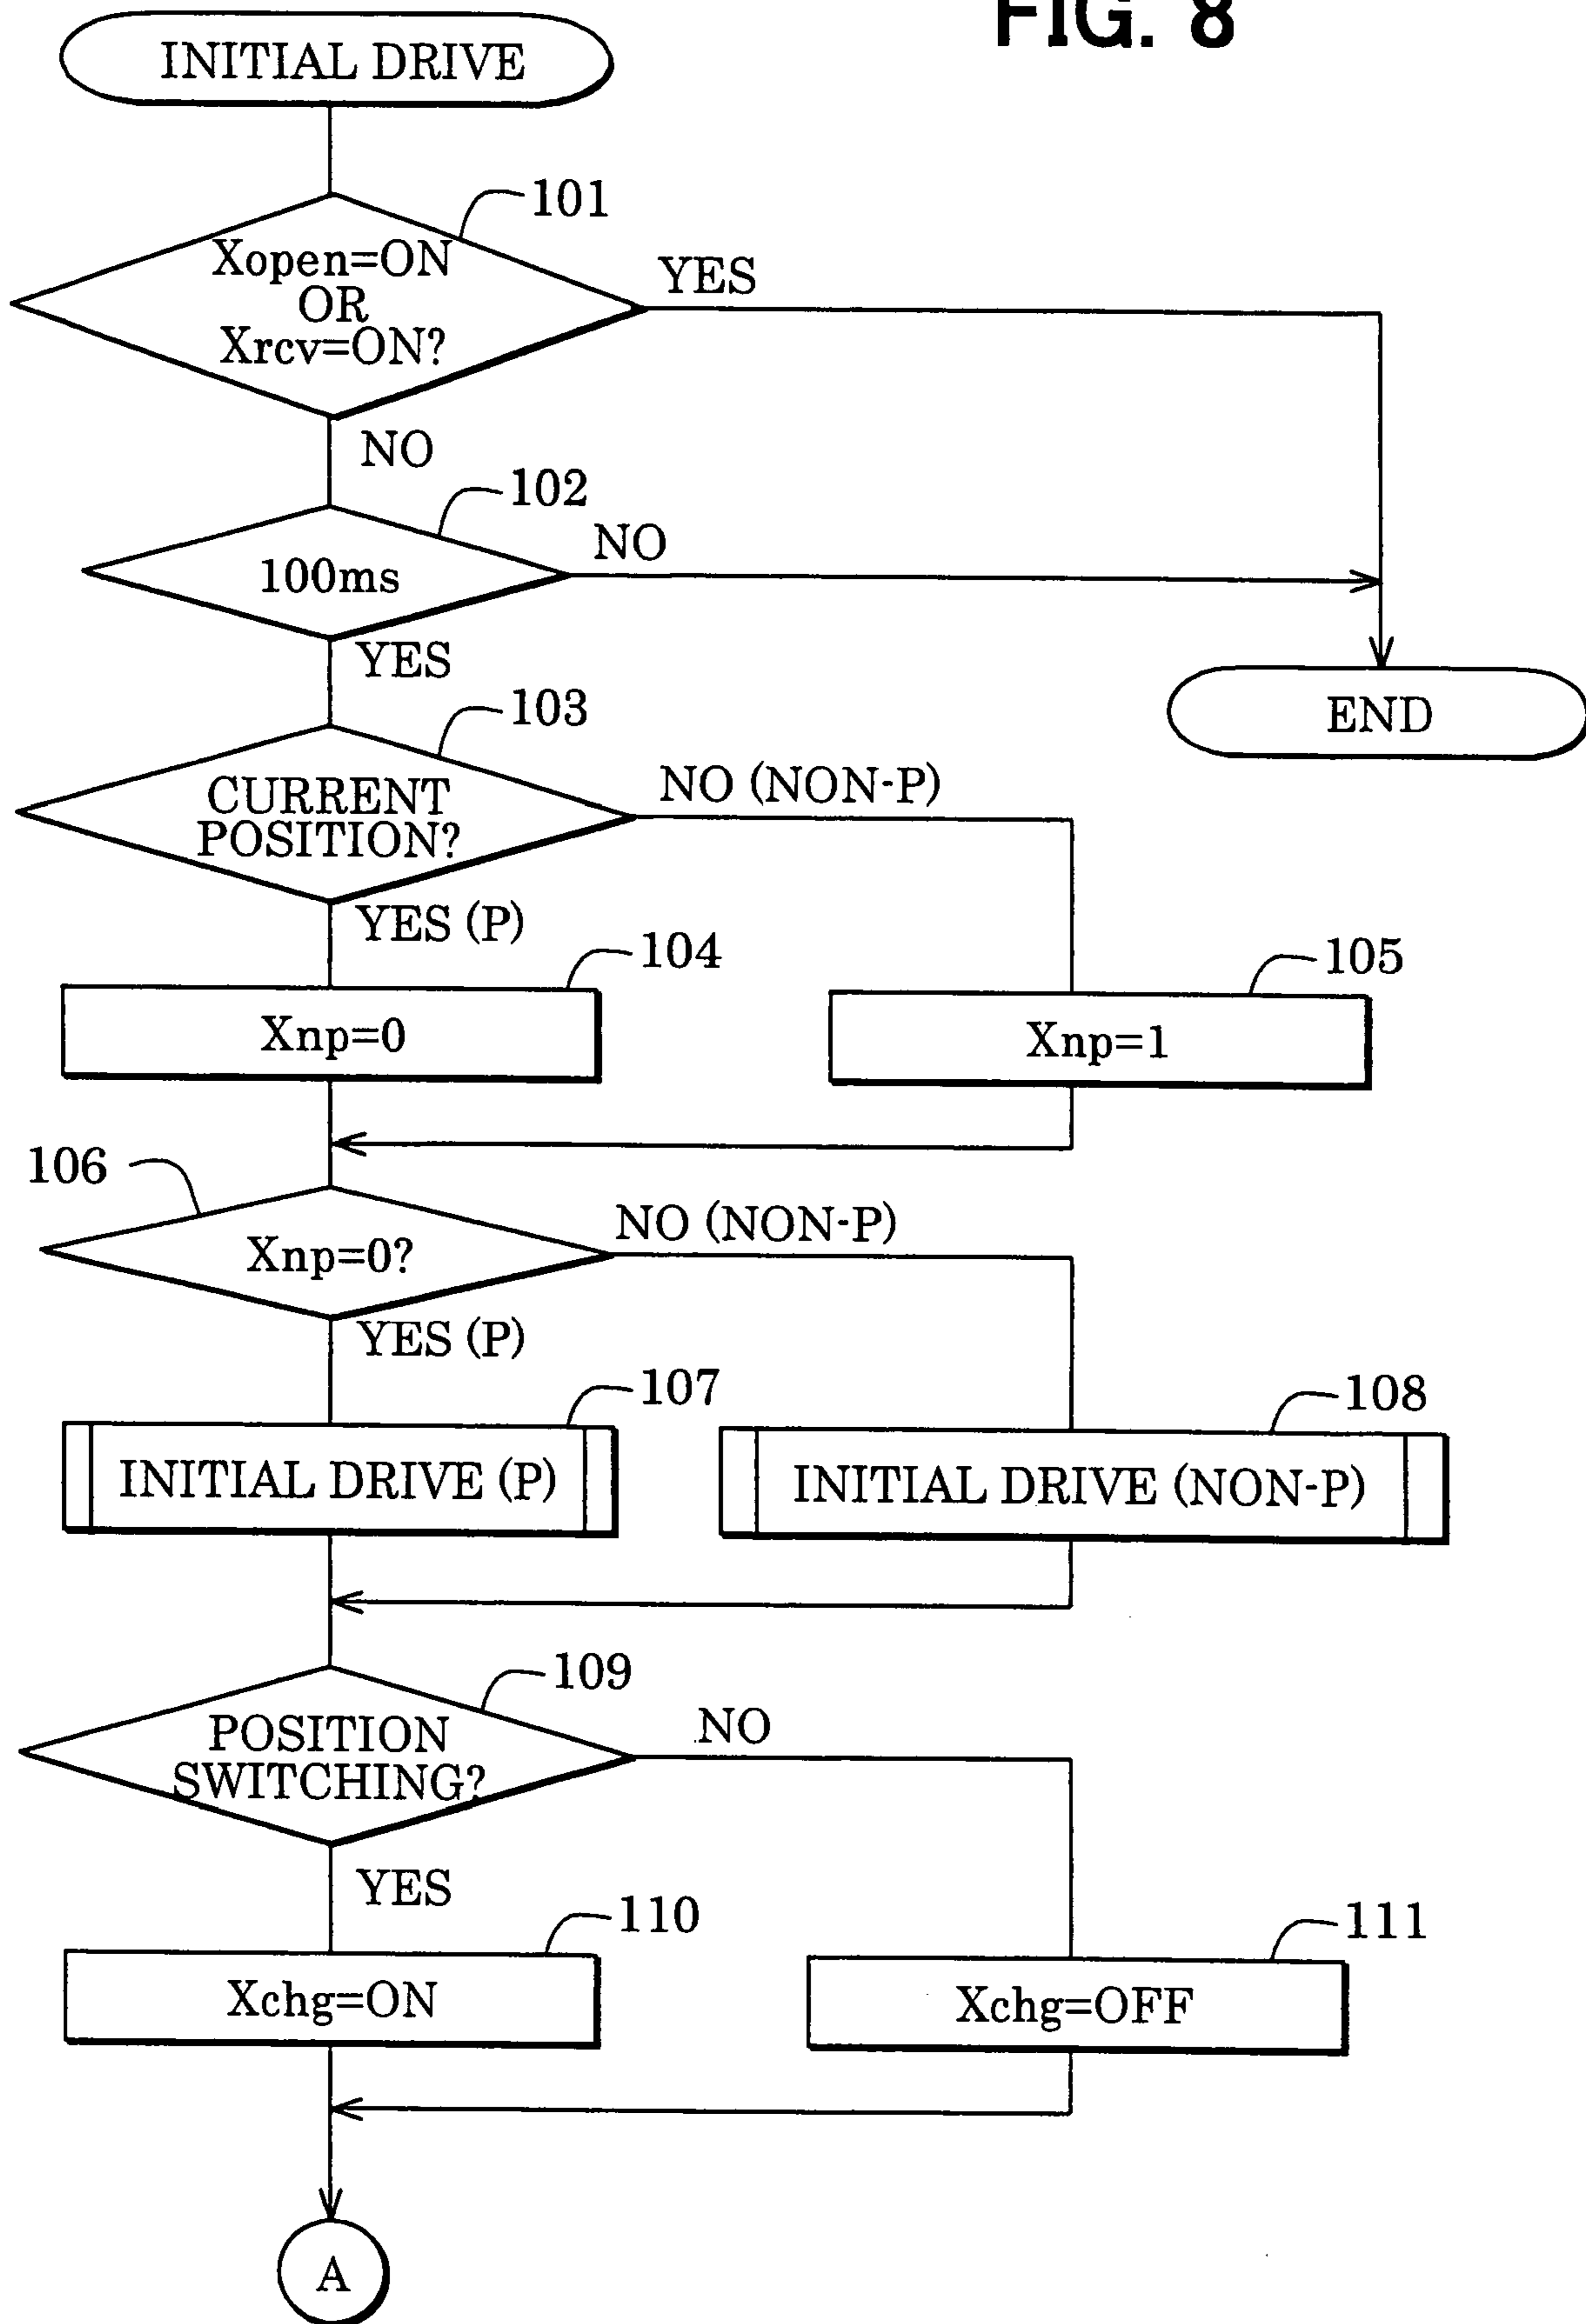 FIG. 8
INITIAL DRIVE
101
Xopen=ON
OR
Xrcv=ON?
YES
NO
102
100ms
NO
YES
103
CURRENT
POSITION?
NO (NON-P)
YES (P)
104
Xnp=0
105
Xnp=1
END
106
Xnp=0?
NO (NON-P)
YES (P)
107
INITIAL DRIVE (P)
108
INITIAL DRIVE (NON-P)
109
POSITION
SWITCHING?
NO
YES
110
Xchg=ON
111
Xchg=OFF
A